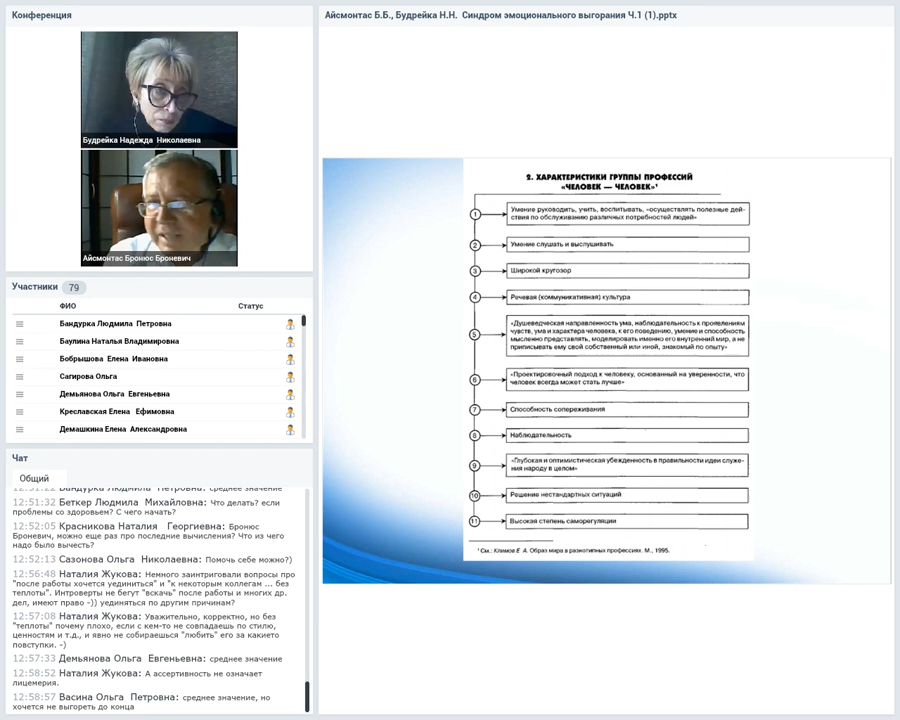 Конференция
Будрейка Надежда Николаевна
Айсмонтас Бронюс Броневич
Участники 79
ФИО Статус
Бандурка Людмила Петровна
Баулина Наталья Владимировна
Бобрышова Елена Ивановна
Сагирова Ольга
Демьянова Ольга Евгеньевна
Креславская Елена Ефимовна
Демашкина Елена Александровна
Чат
Общий
Бандурка Людмила Петровна: среднее значение
12:51:32 Беткер Людмила Михайловна: Что делать? если
проблемы со здоровьем? С чего начать?
12:52:05 Красникова Наталия Георгиевна: Бронюс
Броневич, можно еще раз про последние вычисления? Что из чего
надо было вычесть?
12:52:13 Сазонова Ольга Николаевна: Помочь себе можно?)
12:56:48 Наталия Жукова: Немного заинтриговали вопросы про
"после работы хочется уединиться" и "к некоторым коллегам ... без
теплоты". Интроверты не бегут "вскачь" после работы и многих др.
дел, имеют право -)) уединяться по другим причинам?
12:57:08 Наталия Жукова: Уважительно, корректно, но без
"теплоты" почему плохо, если с кем-то не совпадаешь по стилю,
ценностям и т.д., и явно не собираешься "любить" его за какието
поступки. -)
12:57:33 Демьянова Ольга Евгеньевна: среднее значение
12:58:52 Наталия Жукова: А ассертивность не означает
лицемерия.
12:58:57 Васина Ольга Петровна: среднее значение, но
хочется не выгореть до конца
Айсмонтас Б.Б., Будрейка Н.Н. Синдром эмоционального выгорания Ч.1 (1).pptx
2. ХАРАКТЕРИСТИКИ ГРУППЫ ПРОФЕССИЙ
«ЧЕЛОВЕК — ЧЕЛОВЕК»¹
1 Умение руководить, учить, воспитывать, «осуществлять полезные дей-
ствия по обслуживанию различных потребностей людей»
2 Умение слушать и выслушивать
3 Широкий кругозор
4 Речевая (коммуникативная) культура
5 «Душеведческая направленность ума, наблюдательность к проявлениям
чувств, ума и характера человека, к его поведению, умение и способность
мысленно представлять, моделировать именно его внутренний мир, а не
приписывать ему свой собственный или иной, знакомый по опыту»
6 «Проектировочный подход к человеку, основанный на уверенности, что
человек всегда может стать лучше»
7 Способность сопереживания
8 Наблюдательность
9 «Глубокая и оптимистическая убежденность в правильности идеи служе-
ния народу в целом»
10 Решение нестандартных ситуаций
11 Высокая степень саморегуляции
¹ См.: Климов Е. А. Образ мира в разнотипных профессиях. М., 1995.